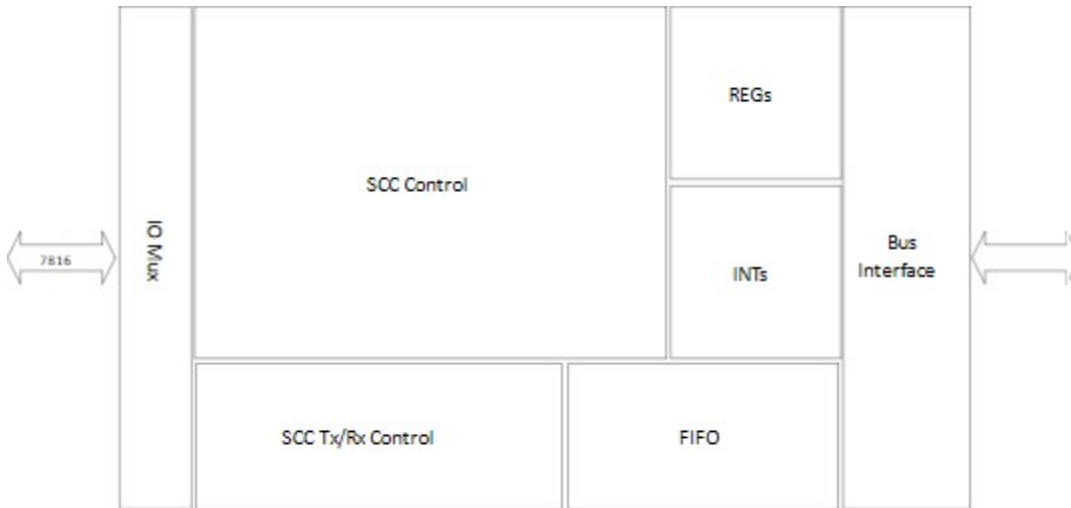 REGs
SCC Control
IO Mux
7816
Bus
Interface
INTs
SCC Tx/Rx Control
FIFO